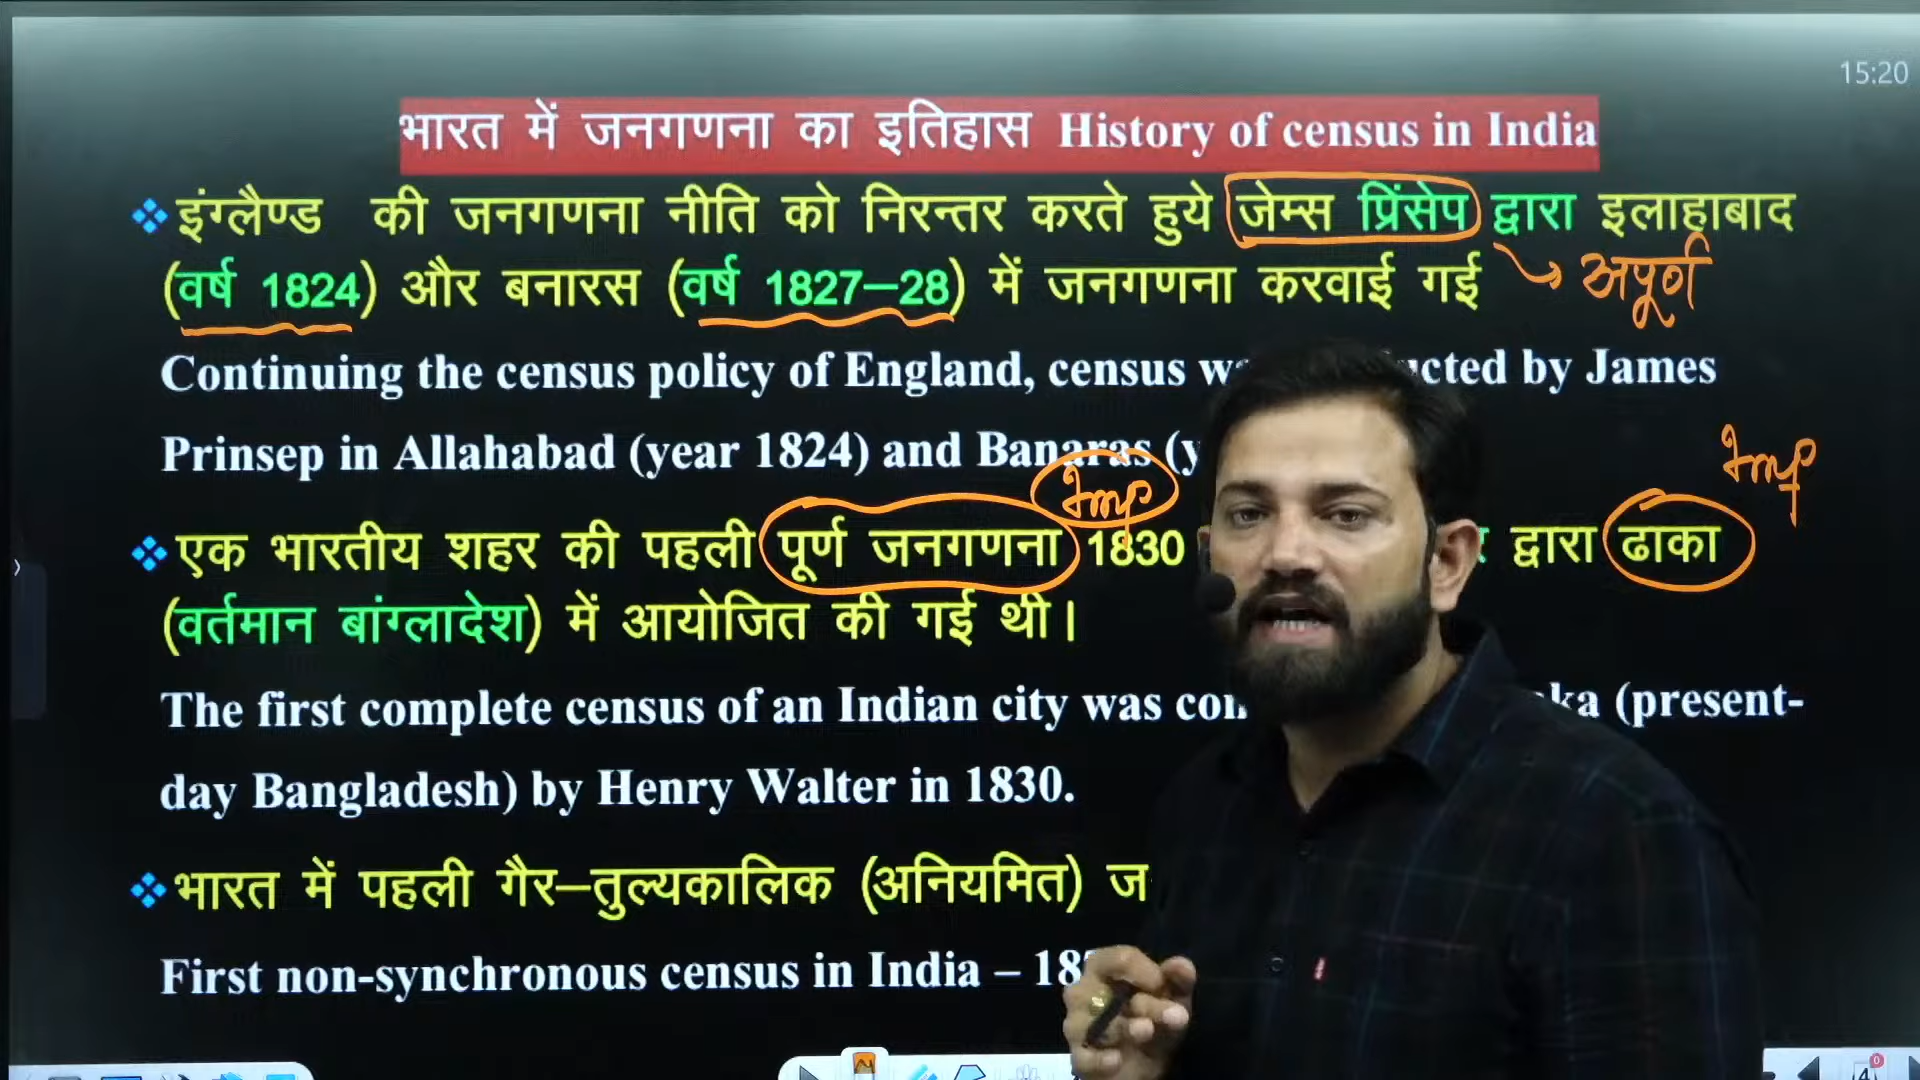 15:20
भारत में जनगणना का इतिहास History of census in India
इंग्लैण्ड की जनगणना नीति को निरन्तर करते हुये जेम्स प्रिंसेप द्वारा इलाहाबाद
(वर्ष 1824) और बनारस (वर्ष 1827–28) में जनगणना करवाई गई → अपूर्ण
Continuing the census policy of England, census by James
Prinsep in Allahabad (year 1824) and Banaras
Imp
Imp
एक भारतीय शहर की पहली पूर्ण जनगणना 1830 द्वारा ढाका
(वर्तमान बांग्लादेश) में आयोजित की गई थी।
The first complete census of an Indian city was (present-
day Bangladesh) by Henry Walter in 1830.
भारत में पहली गैर–तुल्यकालिक (अनियमित)
First non-synchronous census in India –